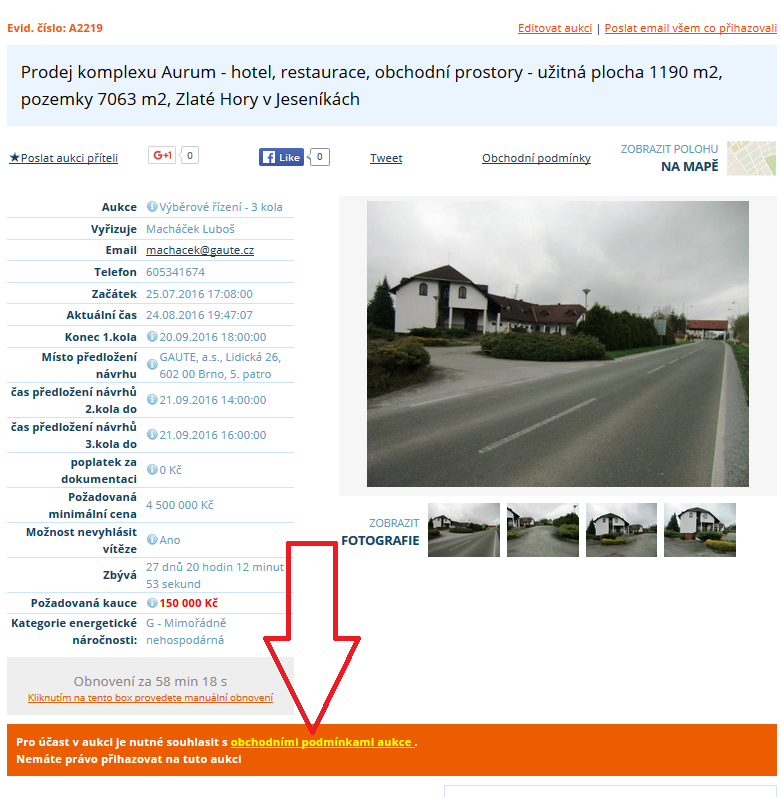 Evid. číslo: A2219
Editovat aukci | Poslat email všem co přihazovali
Prodej komplexu Aurum - hotel, restaurace, obchodní prostory - užitná plocha 1190 m2,
pozemky 7063 m2, Zlaté Hory v Jeseníkách
★Poslat aukci příteli
G+1 0
Like 0
Tweet
Obchodní podmínky
ZOBRAZIT POLOHU
NA MAPĚ
Aukce Výběrové řízení - 3 kola
Vyřizuje Macháček Luboš
Email machacek@gaute.cz
Telefon 605341674
Začátek 25.07.2016 17:08:00
Aktuální čas 24.08.2016 19:47:07
Konec 1.kola 20.09.2016 18:00:00
Místo předložení GAUTE, a.s., Lidická 26,
návrhu 602 00 Brno, 5. patro
čas předložení návrhů
2.kola do 21.09.2016 14:00:00
čas předložení návrhů
3.kola do 21.09.2016 16:00:00
poplatek za
dokumentaci 0 Kč
Požadovaná
minimální cena 4 500 000 Kč
Možnost nevyhlásit
vítěze Ano
Zbývá 27 dnů 20 hodin 12 minut
53 sekund
Požadovaná kauce 150 000 Kč
Kategorie energetické G - Mimořádně
náročnosti: nehospodárná
ZOBRAZIT
FOTOGRAFIE
Obnovení za 58 min 18 s
Kliknutím na tento box provedete manuální obnovení
Pro účast v aukci je nutné souhlasit s obchodními podmínkami aukce .
Nemáte právo přihazovat na tuto aukci